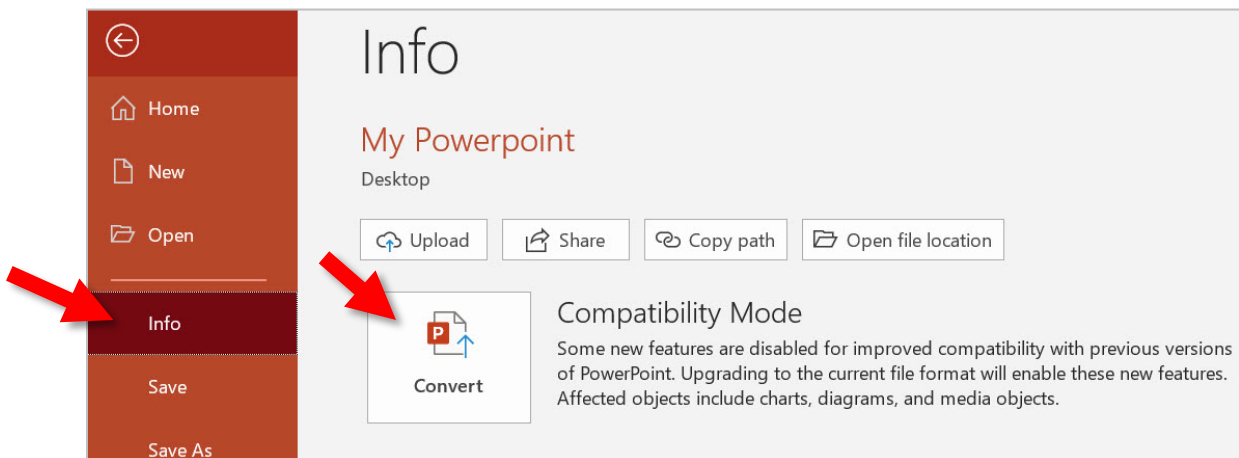 Info
Home
My Powerpoint
New
Desktop
Open
Upload Share Copy path Open file location
Info
Compatibility Mode
P
Some new features are disabled for improved compatibility with previous versions
of PowerPoint. Upgrading to the current file format will enable these new features.
Save
Convert
Affected objects include charts, diagrams, and media objects.
Save As